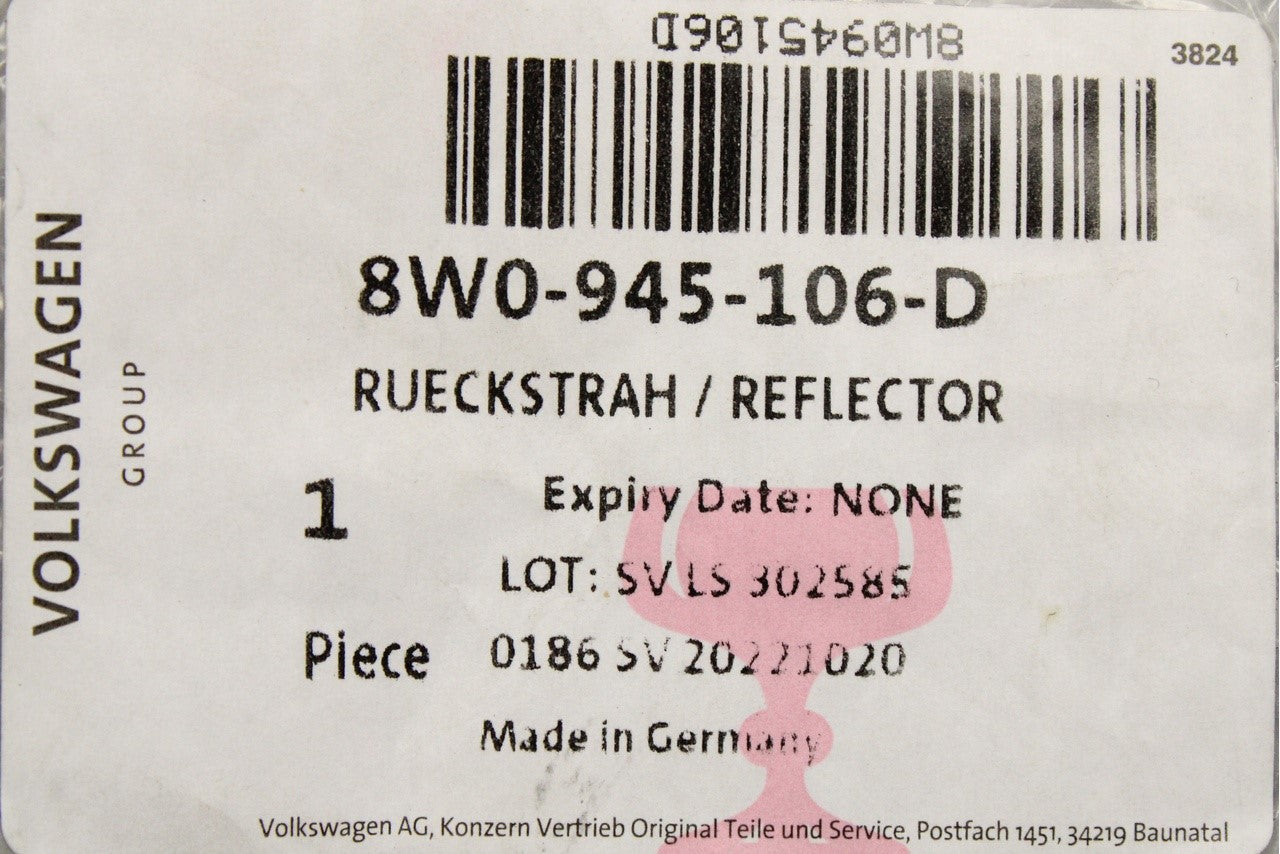 8W0945106D
3824
8W0-945-106-D
RUECKSTRAH / REFLECTOR
1
Expiry Date: NONE
LOT: SV LS 302585
Piece
0186 SV 20221020
Made in Germany
Volkswagen AG, Konzern Vertrieb Original Teile und Service, Postfach 1451, 34219 Baunatal
VOLKSWAGEN
GROUP